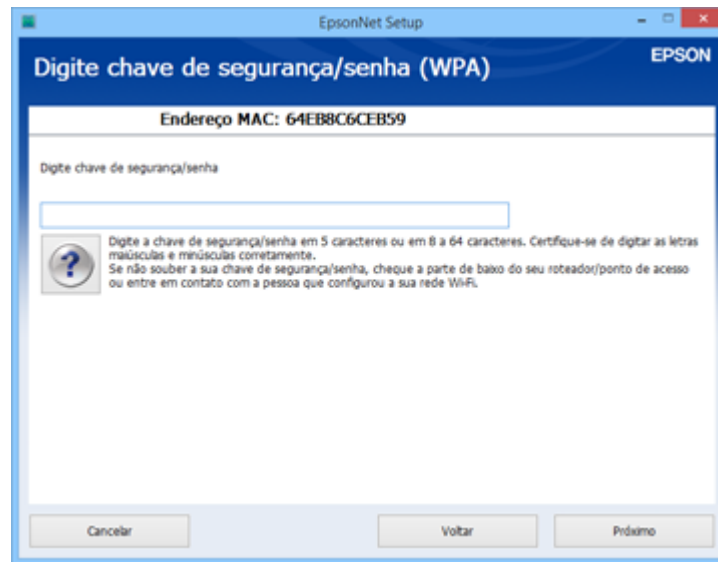 EpsonNet Setup
Digite chave de segurança/senha (WPA)
EPSON
Endereço MAC: 64EB8C6CEB59
Digite chave de segurança/senha
Digite a chave de segurança/senha em 5 caracteres ou em 8 a 64 caracteres. Certifique-se de digitar as letras
maiúsculas e minúsculas corretamente.
Se não souber a sua chave de segurança/senha, cheque a parte de baixo do seu roteador/ponto de acesso
ou entre em contato com a pessoa que configurou a sua rede Wi-Fi.
Cancelar
Voltar
Próximo